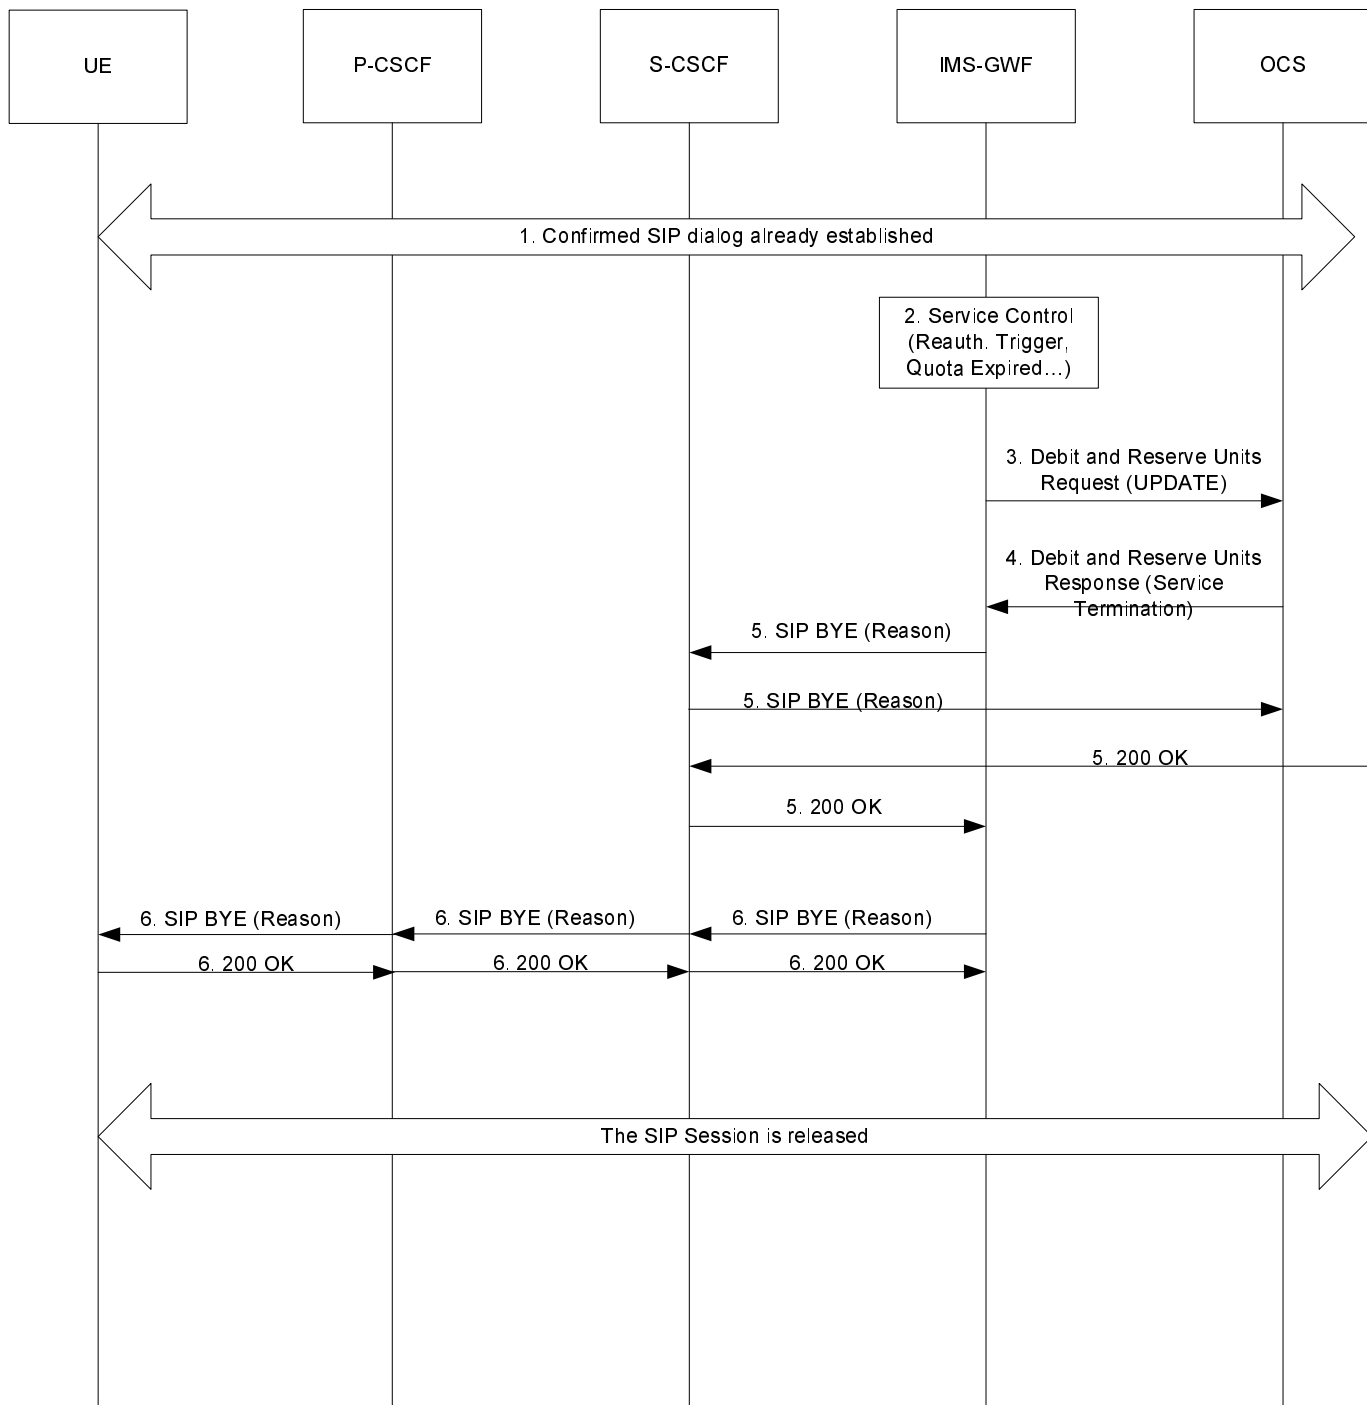 UE
P-CSCF
S-CSCF
IMS-GWF
OCS
1. Confirmed SIP dialog already established
2. Service Control
(Reauth. Trigger,
Quota Expired...)
3. Debit and Reserve Units
Request (UPDATE)
4. Debit and Reserve Units
Response (Service
Termination)
5. SIP BYE (Reason)
5. SIP BYE (Reason)
5. 200 OK
5. 200 OK
6. SIP BYE (Reason)
6. SIP BYE (Reason)
6. SIP BYE (Reason)
6. 200 OK
6. 200 OK
6. 200 OK
The SIP Session is released